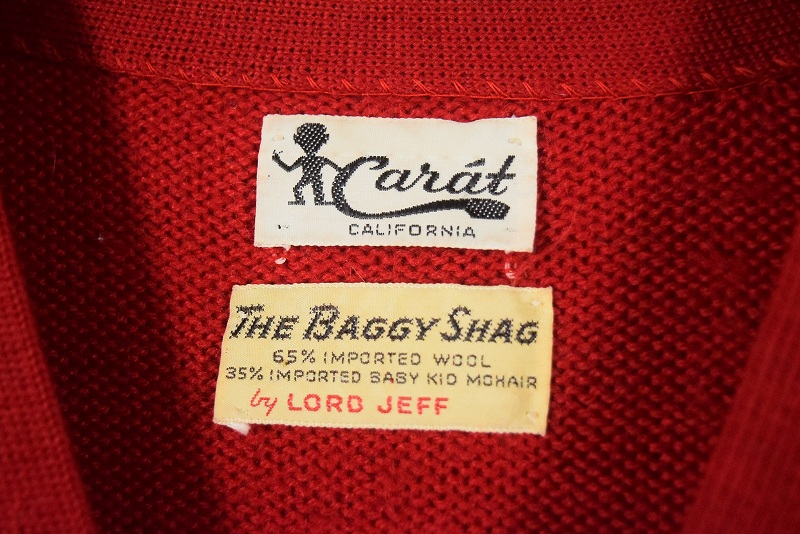 Carát
CALIFORNIA
THE BAGGY SHAG
65% IMPORTED WOOL
35% IMPORTED BABY KID MOHAIR
by LORD JEFF